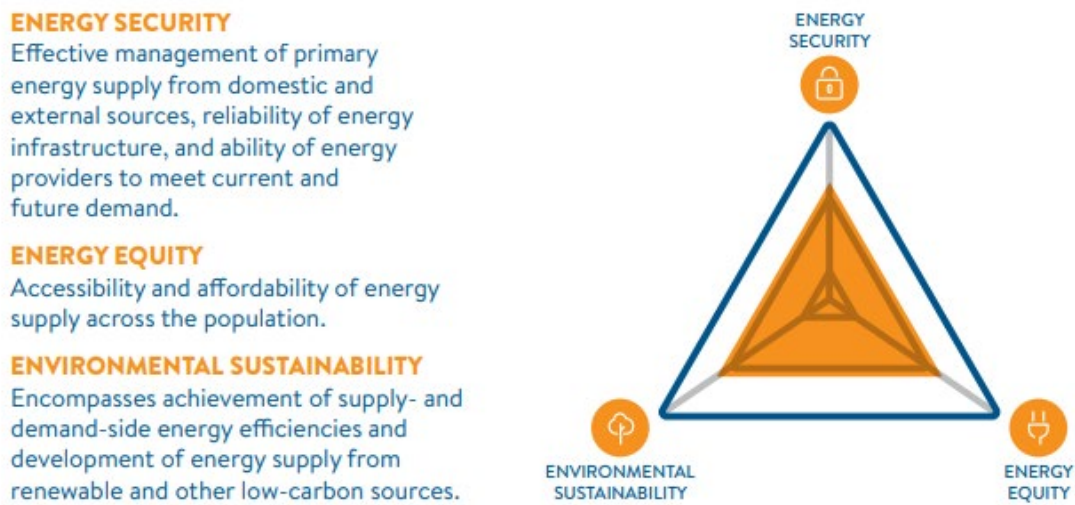 ENERGY SECURITY
Effective management of primary
energy supply from domestic and
external sources, reliability of energy
infrastructure, and ability of energy
providers to meet current and
future demand.
ENERGY EQUITY
Accessibility and affordability of energy
supply across the population.
ENVIRONMENTAL SUSTAINABILITY
Encompasses achievement of supply- and
demand-side energy efficiencies and
development of energy supply from
renewable and other low-carbon sources.
ENERGY
SECURITY
ENVIRONMENTAL
SUSTAINABILITY
ENERGY
EQUITY